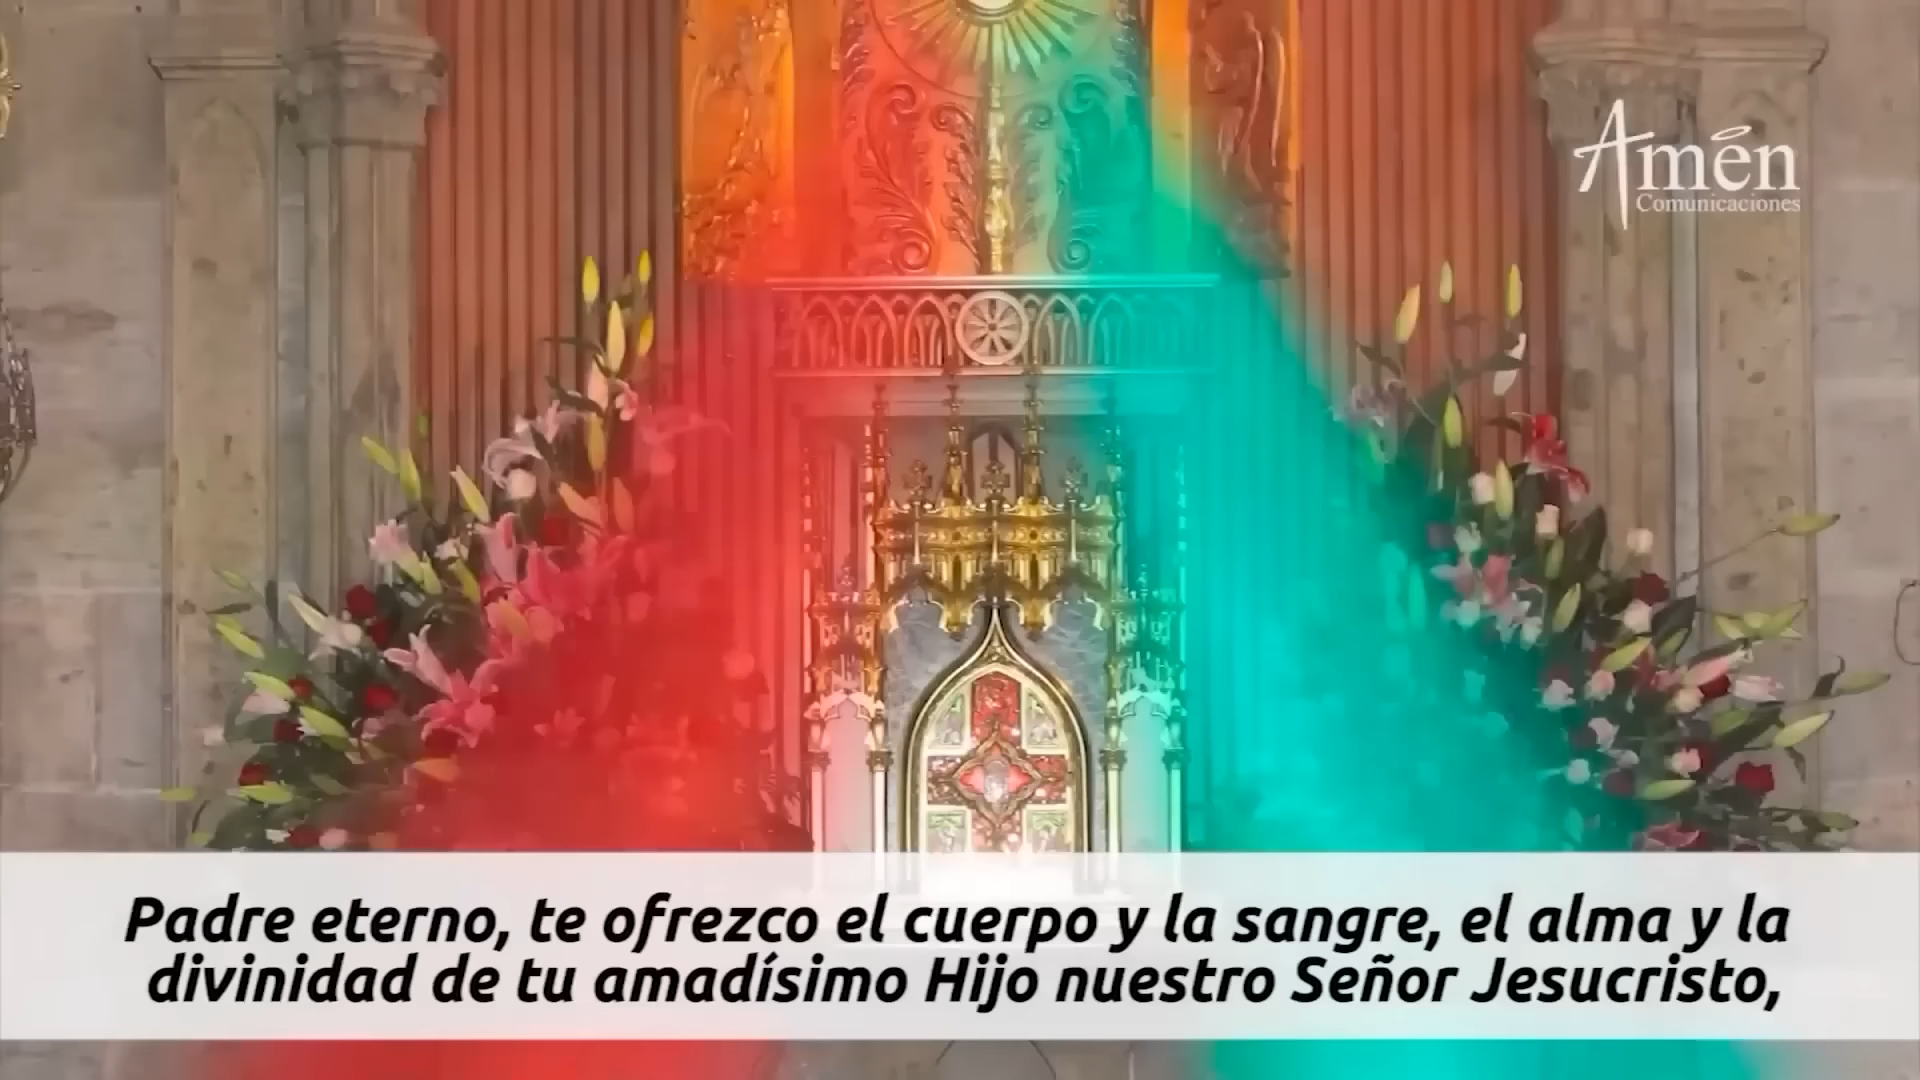 Amén
Comunicaciones
Padre eterno, te ofrezco el cuerpo y la sangre, el alma y la
divinidad de tu amadísimo Hijo nuestro Señor Jesucristo,